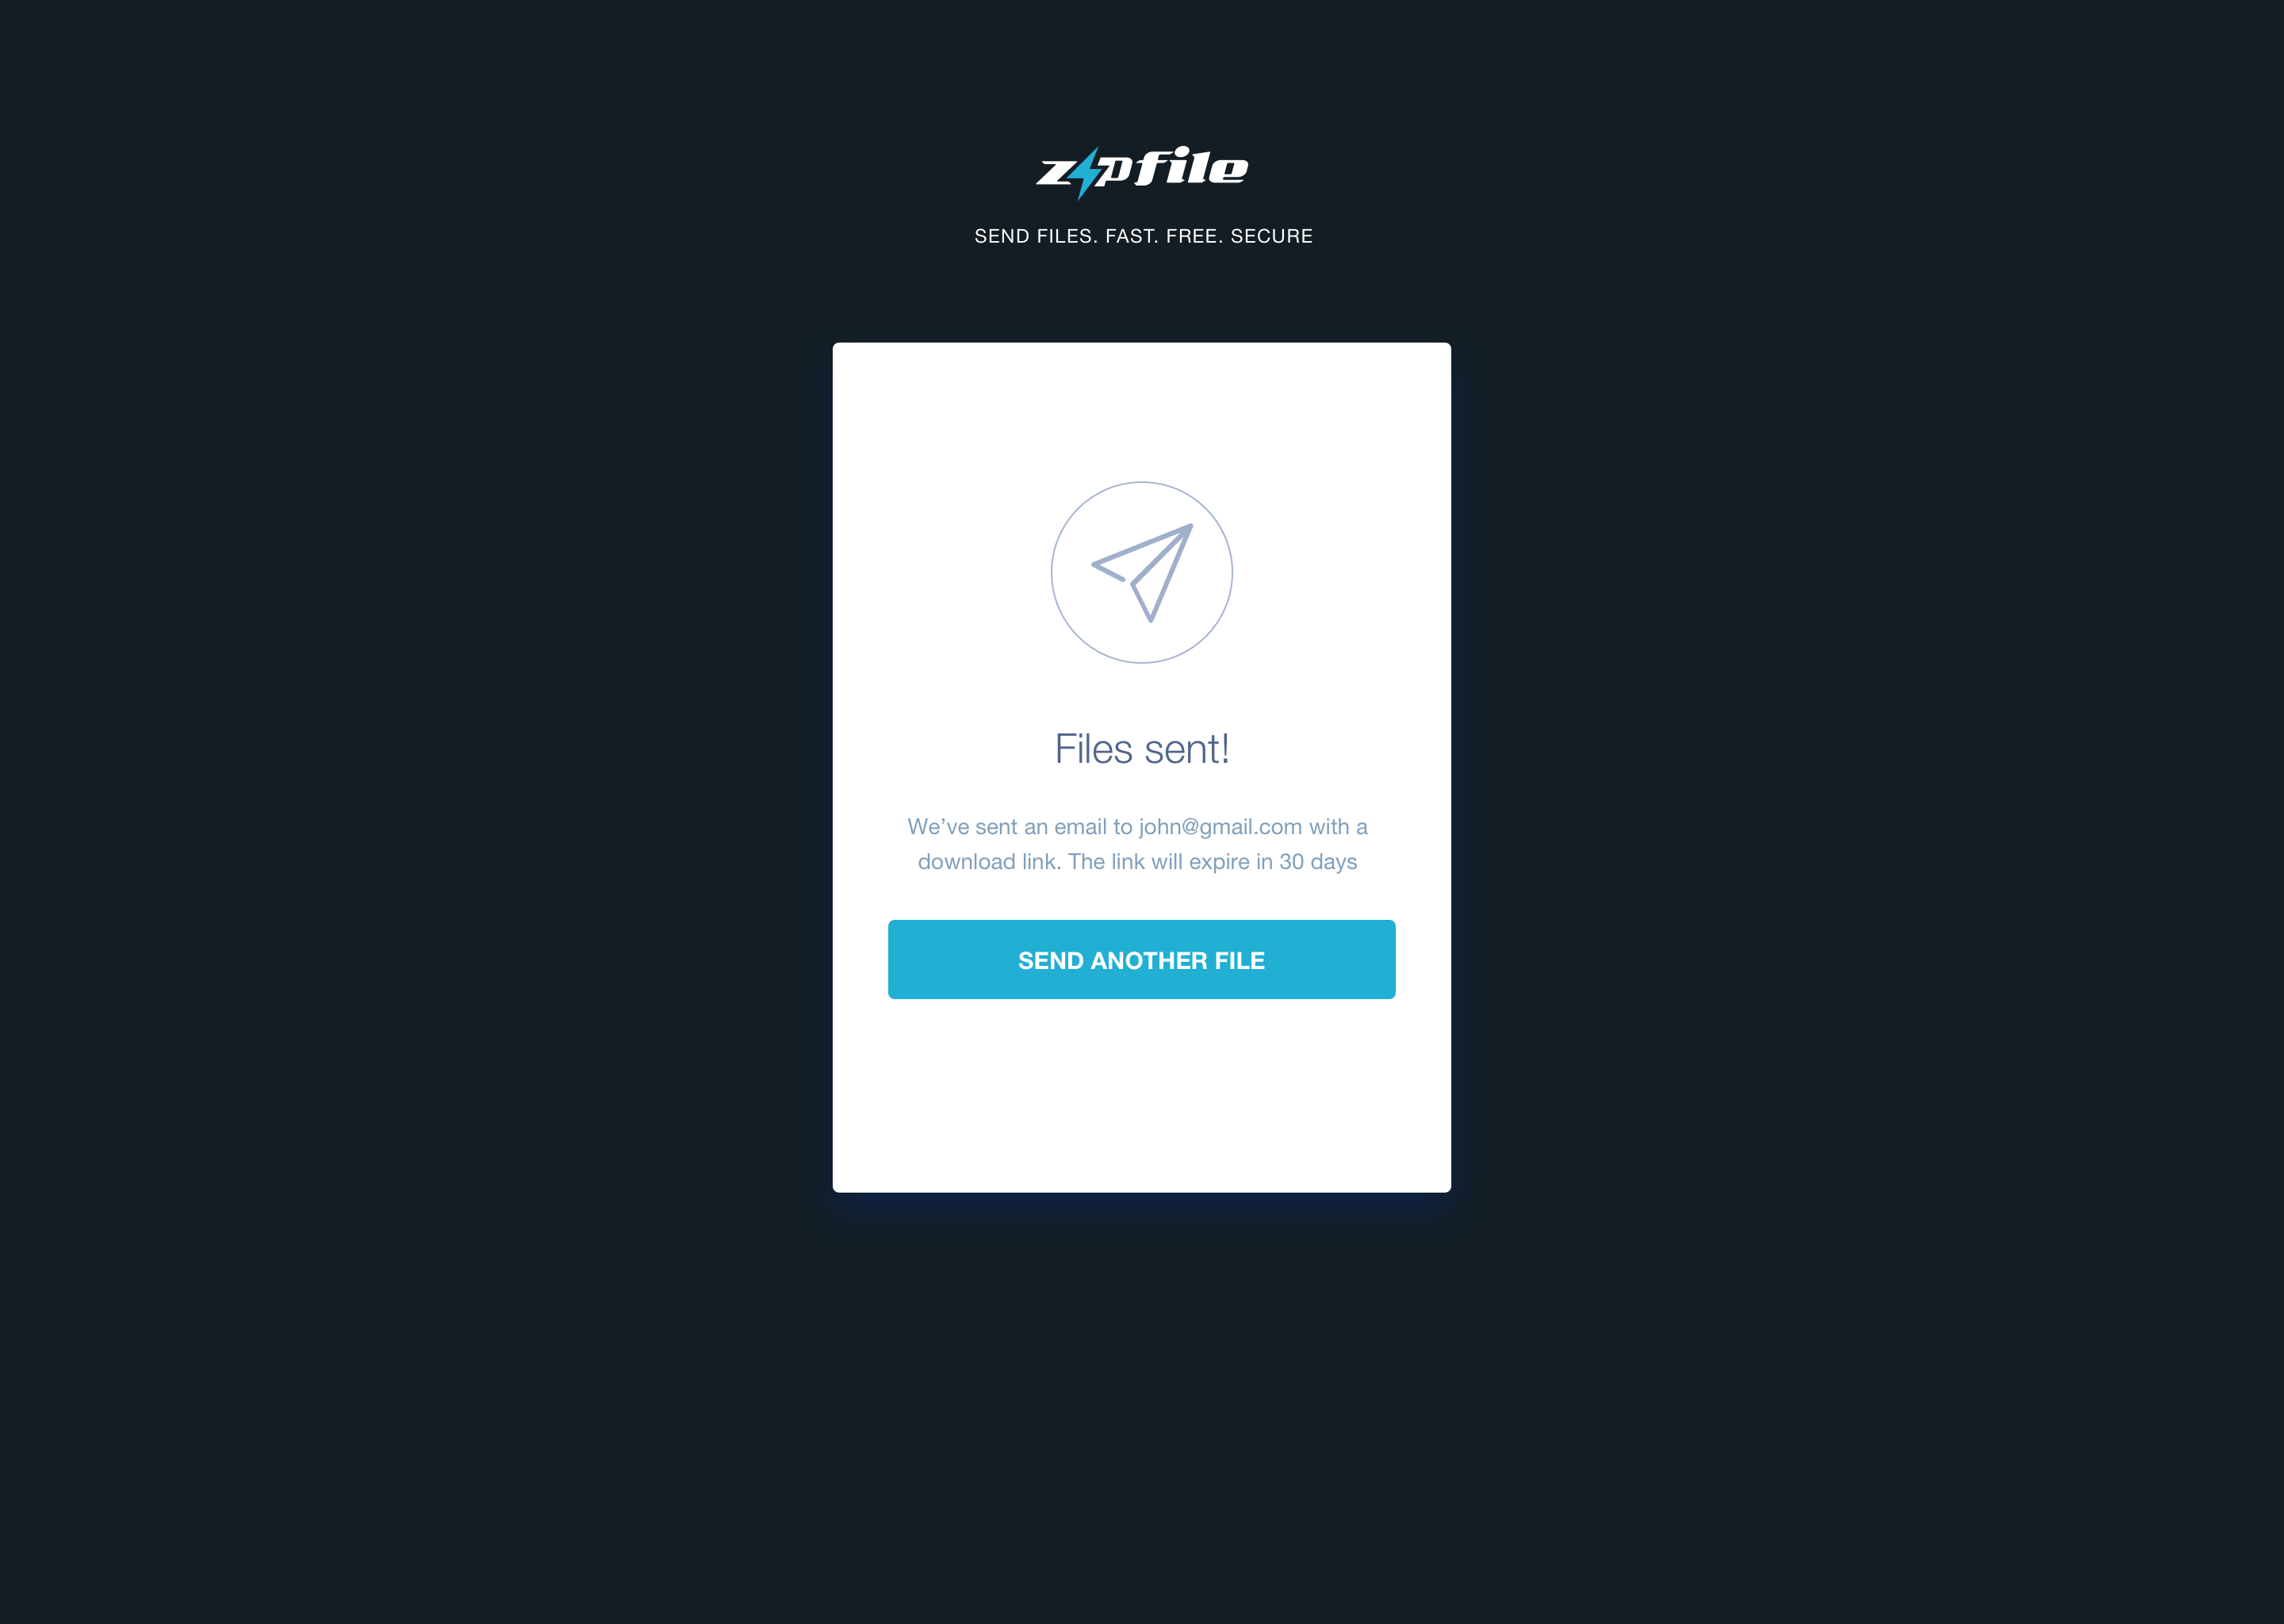 zipfile
SEND FILES. FAST. FREE. SECURE
Files sent!
We’ve sent an email to john@gmail.com with a
download link. The link will expire in 30 days
SEND ANOTHER FILE